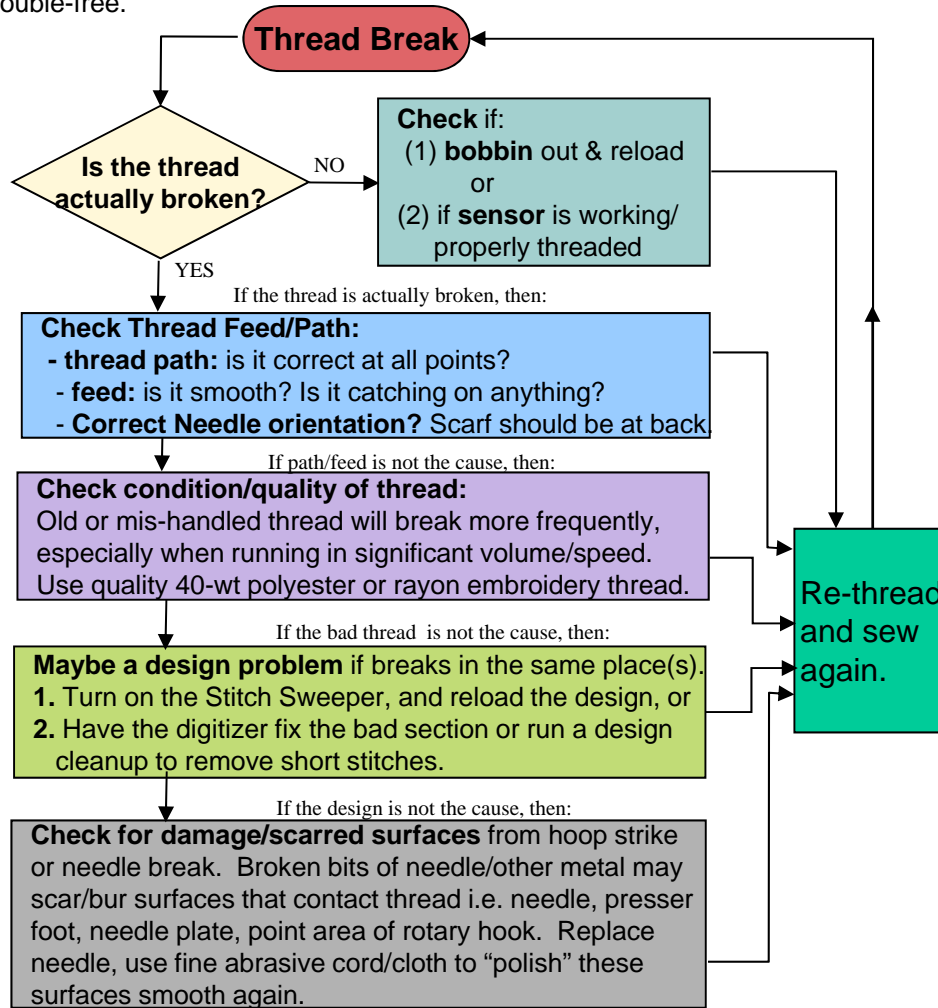 ouble-free.
Thread Break
Is the thread
actually broken?
NO
Check if:
(1) bobbin out & reload
or
(2) if sensor is working/
properly threaded
YES
If the thread is actually broken, then:
Check Thread Feed/Path:
- thread path: is it correct at all points?
- feed: is it smooth? Is it catching on anything?
- Correct Needle orientation? Scarf should be at back.
If path/feed is not the cause, then:
Check condition/quality of thread:
Old or mis-handled thread will break more frequently,
especially when running in significant volume/speed.
Use quality 40-wt polyester or rayon embroidery thread.
If the bad thread  is not the cause, then:
Maybe a design problem if breaks in the same place(s).
1. Turn on the Stitch Sweeper, and reload the design, or
2. Have the digitizer fix the bad section or run a design
cleanup to remove short stitches.
If the design is not the cause, then:
Check for damage/scarred surfaces from hoop strike
or needle break.  Broken bits of needle/other metal may
scar/bur surfaces that contact thread i.e. needle, presser
foot, needle plate, point area of rotary hook.  Replace
needle, use fine abrasive cord/cloth to “polish” these
surfaces smooth again.
Re-thread
and sew
again.